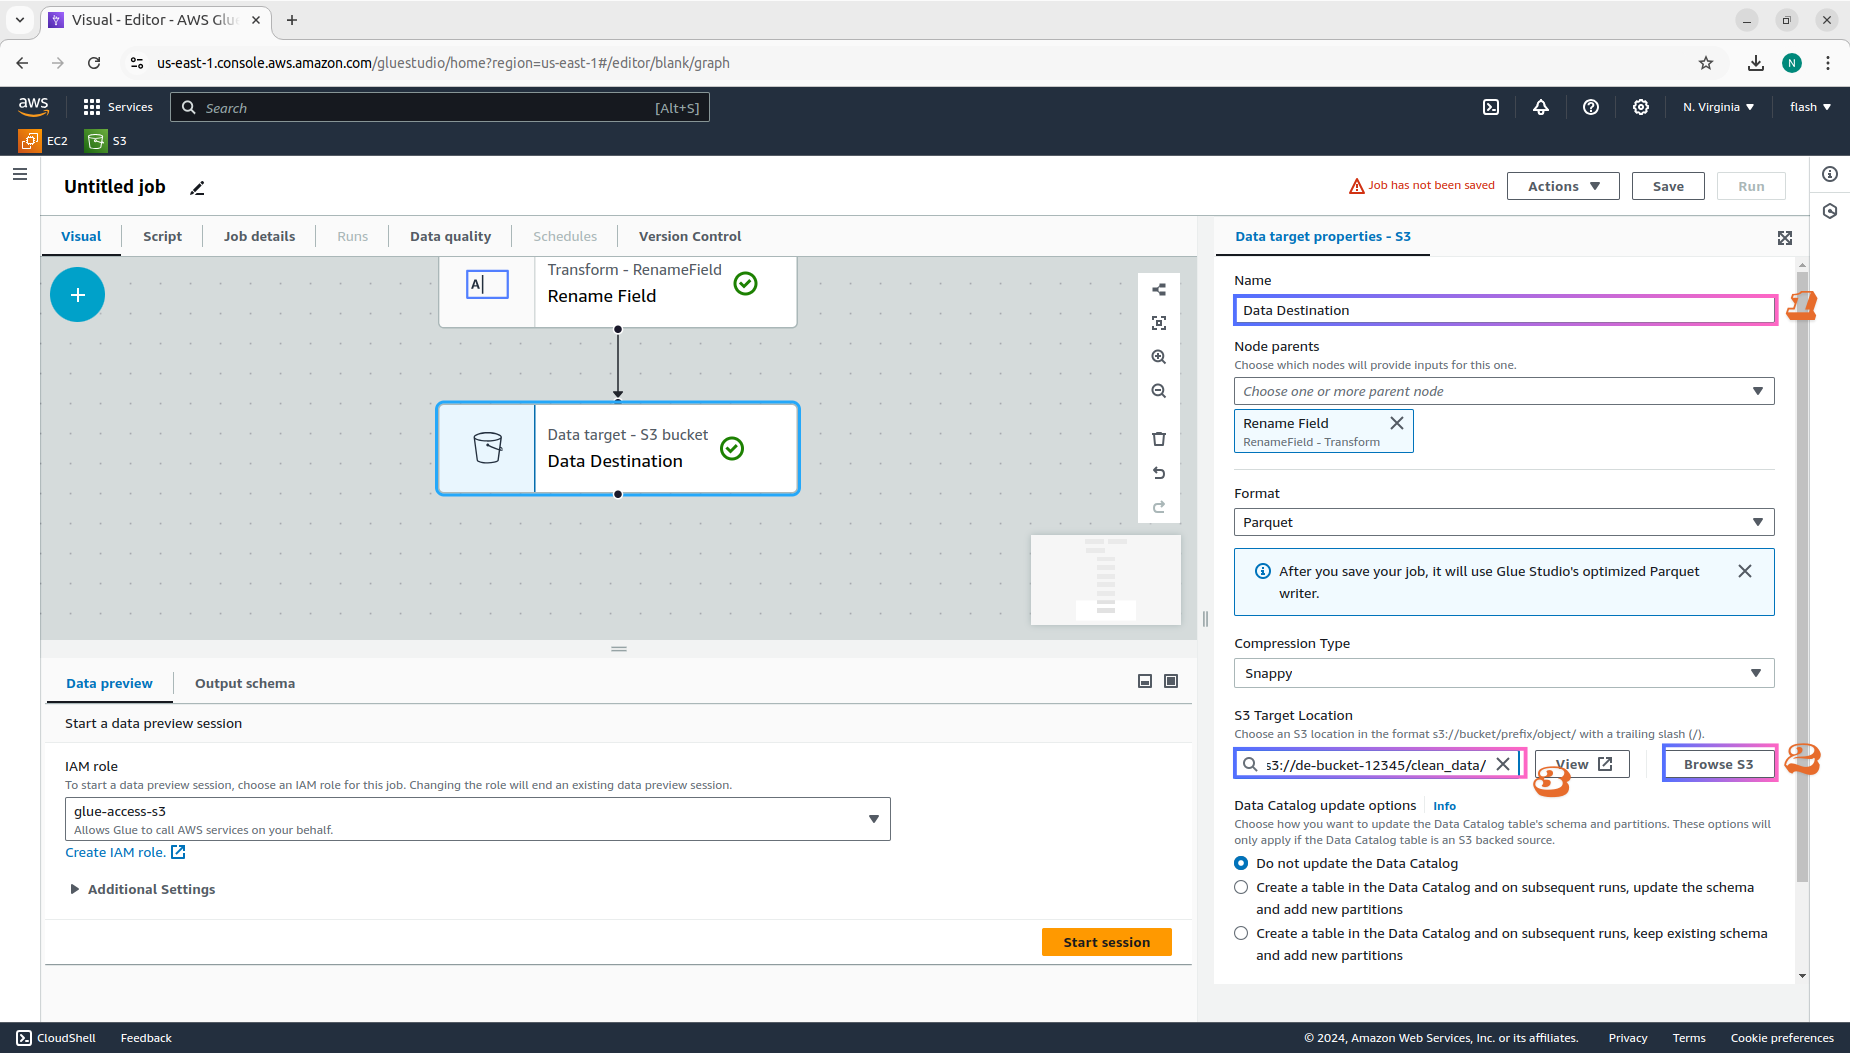 Visual - Editor - AWS Glu
us-east-1.console.aws.amazon.com/gluestudio/home?region=us-east-1#/editor/blank/graph
N
aws
Services
Search
[Alt+S]
N. Virginia
flash
EC2
S3
Untitled job
Job has not been saved
Actions
Save
Run
Visual
Script
Job details
Runs
Data quality
Schedules
Version Control
A
Transform - RenameField
Rename Field
Data target - S3 bucket
Data Destination
Data preview
Output schema
Start a data preview session
IAM role
To start a data preview session, choose an IAM role for this job. Changing the role will end an existing data preview session.
glue-access-s3
Allows Glue to call AWS services on your behalf.
Create IAM role.
Additional Settings
Start session
Data target properties - S3
Name
Data Destination
1
Node parents
Choose which nodes will provide inputs for this one.
Choose one or more parent node
Rename Field
RenameField - Transform
Format
Parquet
After you save your job, it will use Glue Studio's optimized Parquet
writer.
Compression Type
Snappy
S3 Target Location
Choose an S3 location in the format s3://bucket/prefix/object/ with a trailing slash (/).
s3://de-bucket-12345/clean_data/
3
View
Browse S3
2
Data Catalog update options
Info
Choose how you want to update the Data Catalog table's schema and partitions. These options will
only apply if the Data Catalog table is an S3 backed source.
Do not update the Data Catalog
Create a table in the Data Catalog and on subsequent runs, update the schema
and add new partitions
Create a table in the Data Catalog and on subsequent runs, keep existing schema
and add new partitions
CloudShell
Feedback
© 2024, Amazon Web Services, Inc. or its affiliates.
Privacy
Terms
Cookie preferences